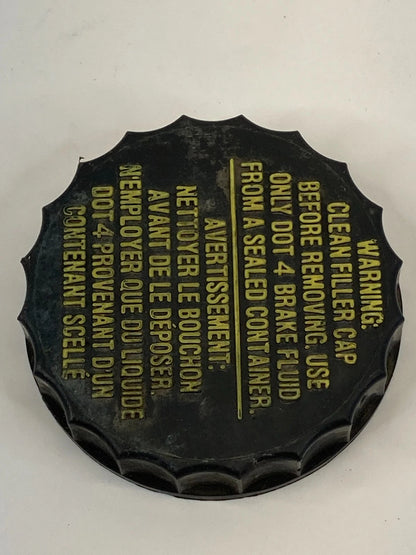 WARNING:
CLEAN FILLER CAP
BEFORE REMOVING, USE
ONLY DOT 4 BRAKE FLUID
FROM A SEALED CONTAINER.
AVERTISSEMENT:
NETTOYER LE BOUCHON
AVANT DE LE DÉPOSER.
N'EMPLOYER QUE DU LIQUIDE
DOT 4 PROVENANT D'UN
CONTENANT SCELLÉ